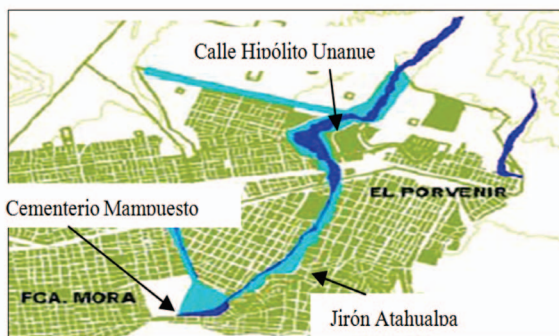 Calle Hipólito Unanue
EL PORVENIR
Cementerio Mampuesto
FCA. MORA
Jirón Atahualpa